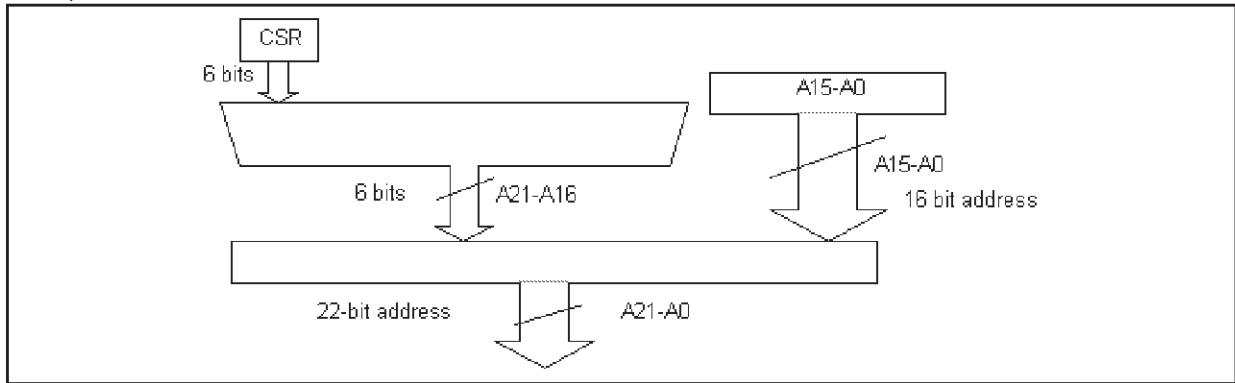 CSR
6 bits
A15-A0
A15-A0
6 bits
A21-A16
16 bit address
22-bit address
A21-A0